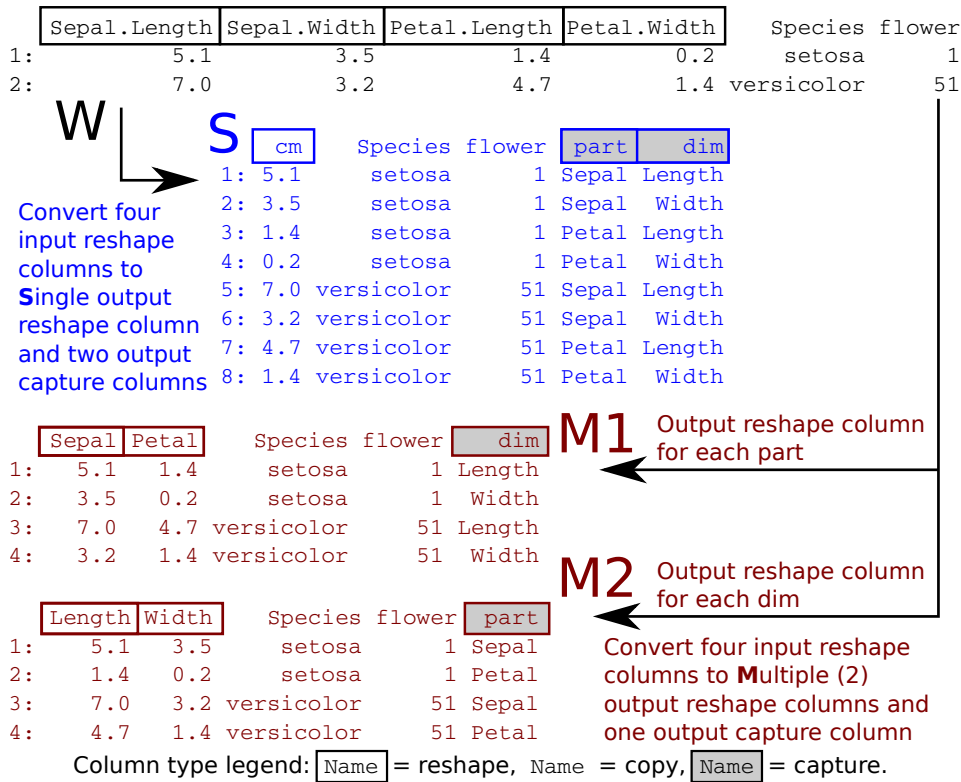 Sepal.Length Sepal.Width Petal.Length Petal.Width Species flower
1: 5.1 3.5 1.4 0.2 setosa 1
2: 7.0 3.2 4.7 1.4 versicolor 51
W
S
cm Species flower part dim
1: 5.1 setosa 1 Sepal Length
2: 3.5 setosa 1 Sepal Width
3: 1.4 setosa 1 Petal Length
4: 0.2 setosa 1 Petal Width
5: 7.0 versicolor 51 Sepal Length
6: 3.2 versicolor 51 Sepal Width
7: 4.7 versicolor 51 Petal Length
8: 1.4 versicolor 51 Petal Width
Convert four
input reshape
columns to
Single output
reshape column
and two output
capture columns
Sepal Petal Species flower dim
1: 5.1 1.4 setosa 1 Length
2: 3.5 0.2 setosa 1 Width
3: 7.0 4.7 versicolor 51 Length
4: 3.2 1.4 versicolor 51 Width
M1
Output reshape column
for each part
M2
Output reshape column
for each dim
Length Width Species flower part
1: 5.1 3.5 setosa 1 Sepal
2: 1.4 0.2 setosa 1 Petal
3: 7.0 3.2 versicolor 51 Sepal
4: 4.7 1.4 versicolor 51 Petal
Convert four input reshape
columns to Multiple (2)
output reshape columns and
one output capture column
Column type legend: Name = reshape, Name = copy, Name = capture.